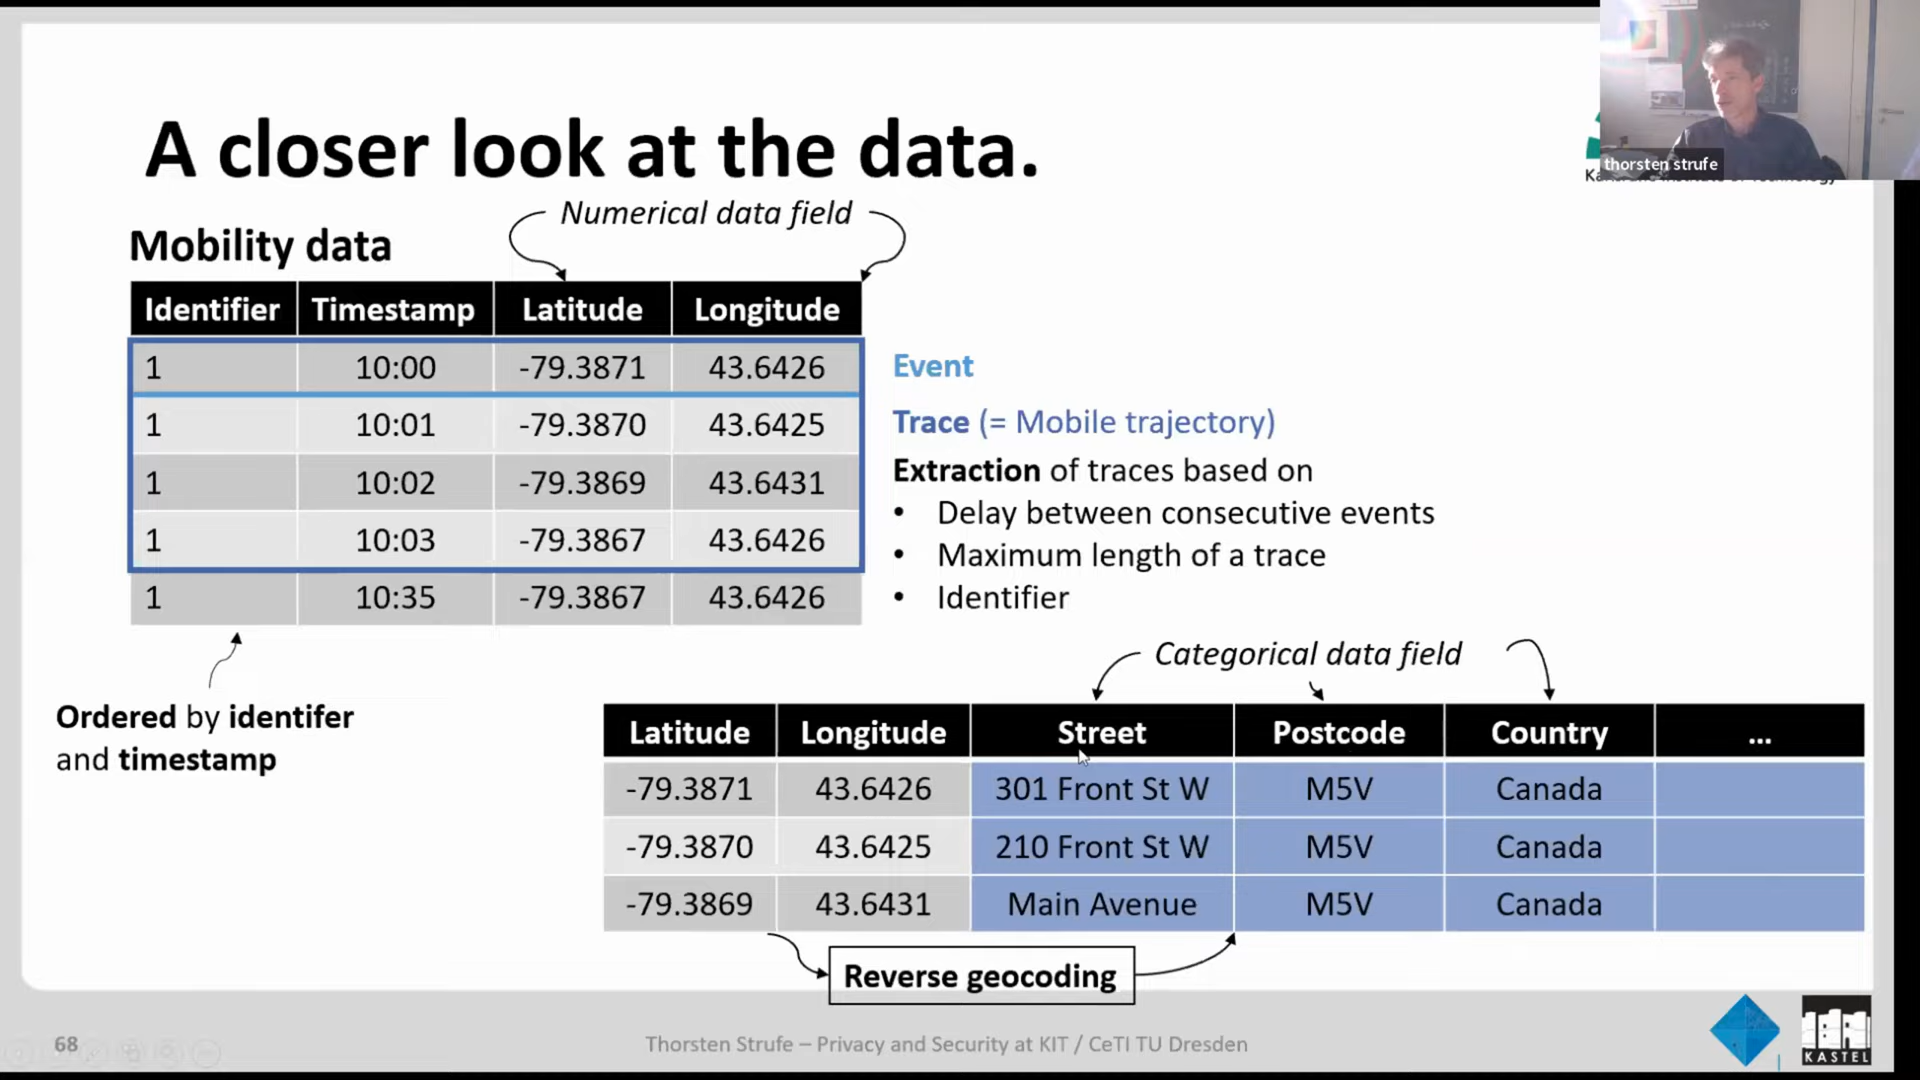 A closer look at the data.
thorsten strufe
Numerical data field
Mobility data
Identifier Timestamp Latitude Longitude
1 10:00 -79.3871 43.6426
1 10:01 -79.3870 43.6425
1 10:02 -79.3869 43.6431
1 10:03 -79.3867 43.6426
1 10:35 -79.3867 43.6426
Event
Trace (= Mobile trajectory)
Extraction of traces based on
• Delay between consecutive events
• Maximum length of a trace
• Identifier
Ordered by identifer
and timestamp
Categorical data field
Latitude Longitude Street Postcode Country ...
-79.3871 43.6426 301 Front St W M5V Canada
-79.3870 43.6425 210 Front St W M5V Canada
-79.3869 43.6431 Main Avenue M5V Canada
Reverse geocoding
68
Thorsten Strufe – Privacy and Security at KIT / CeTI TU Dresden
KASTEL